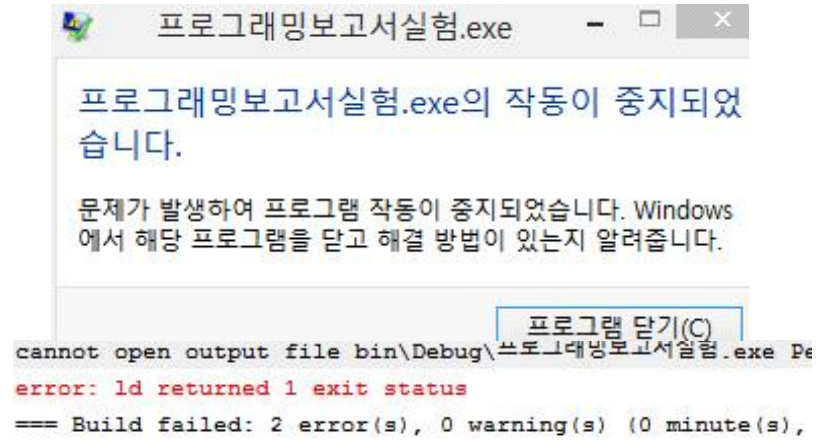 프로그래밍보고서실험.exe
프로그래밍보고서실험.exe의 작동이 중지되었
습니다.
문제가 발생하여 프로그램 작동이 중지되었습니다. Windows
에서 해당 프로그램을 닫고 해결 방법이 있는지 알려줍니다.
프로그램 닫기(C)
cannot open output file bin\Debug\프로그래밍보고서실험.exe Pe
error: ld returned 1 exit status
=== Build failed: 2 error(s), 0 warning(s) (0 minute(s),